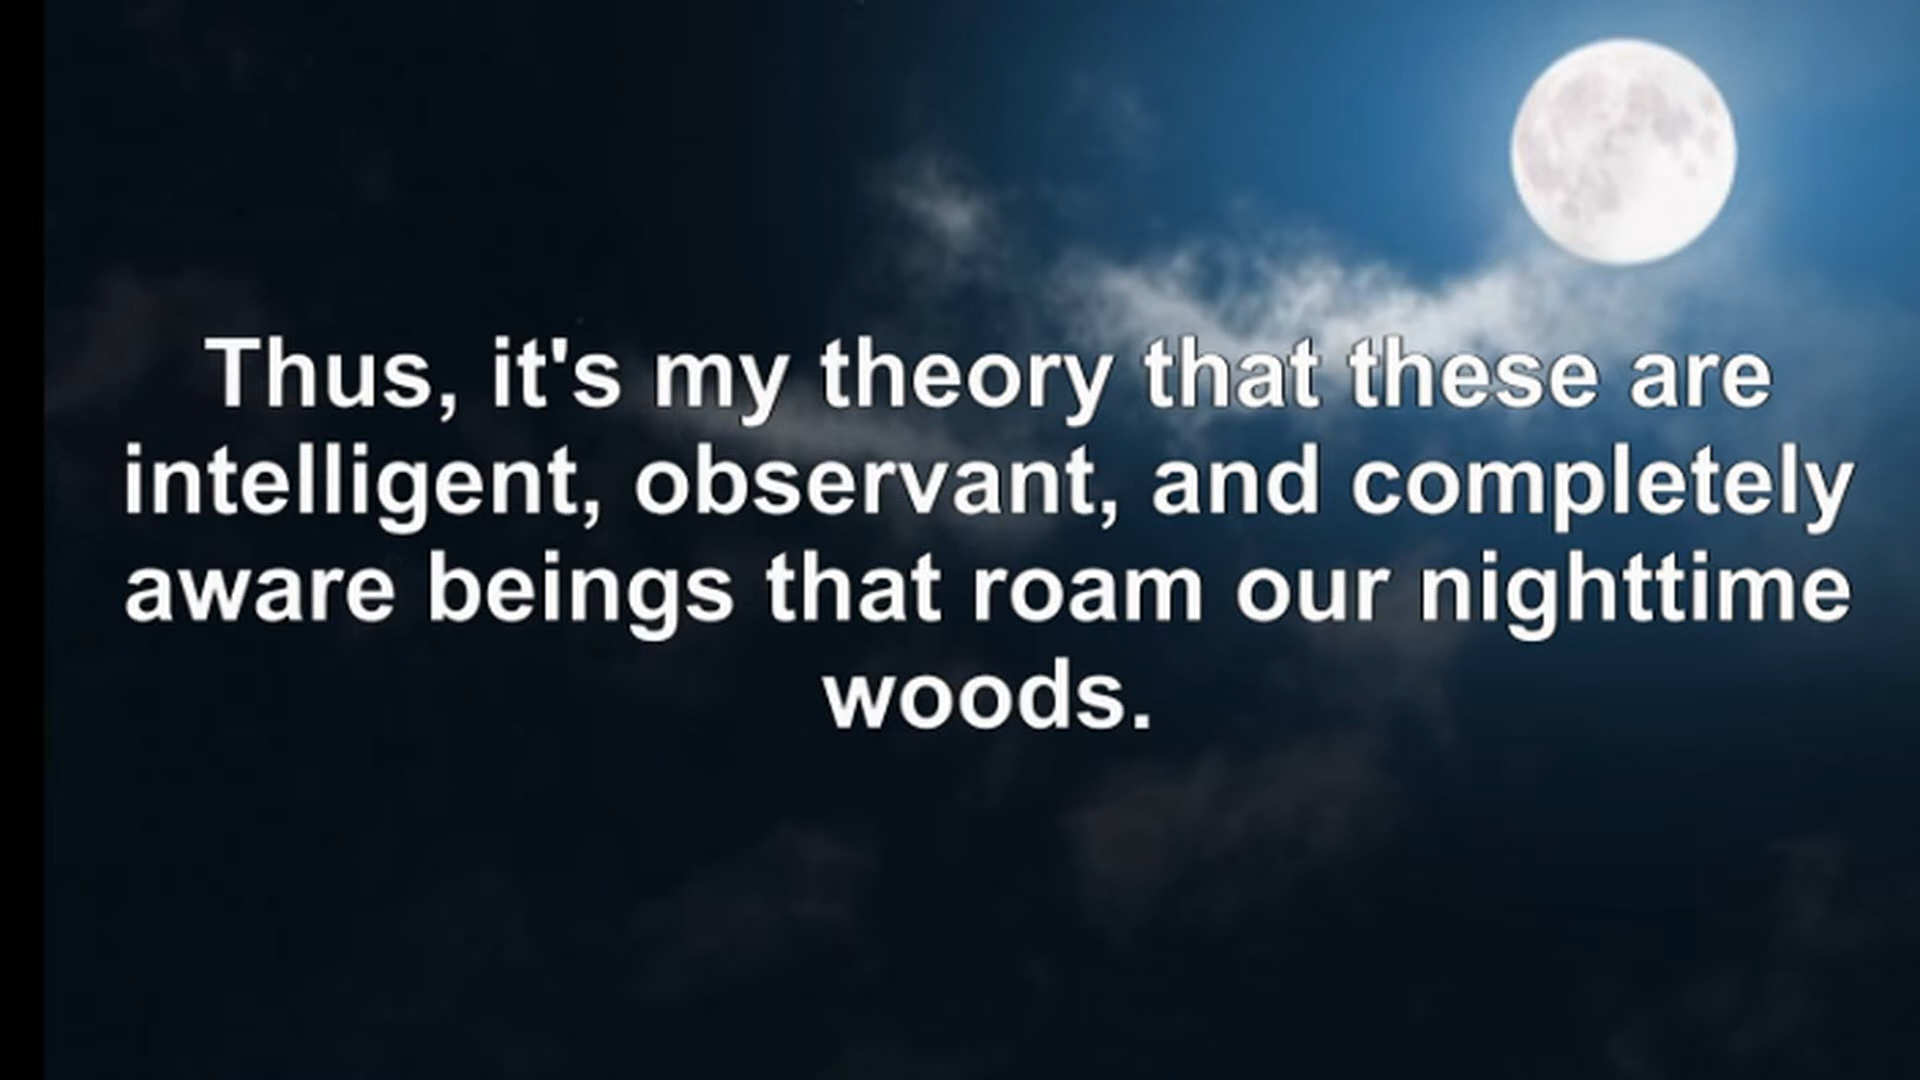 Thus, it's my theory that these are
intelligent, observant, and completely
aware beings that roam our nighttime
woods.